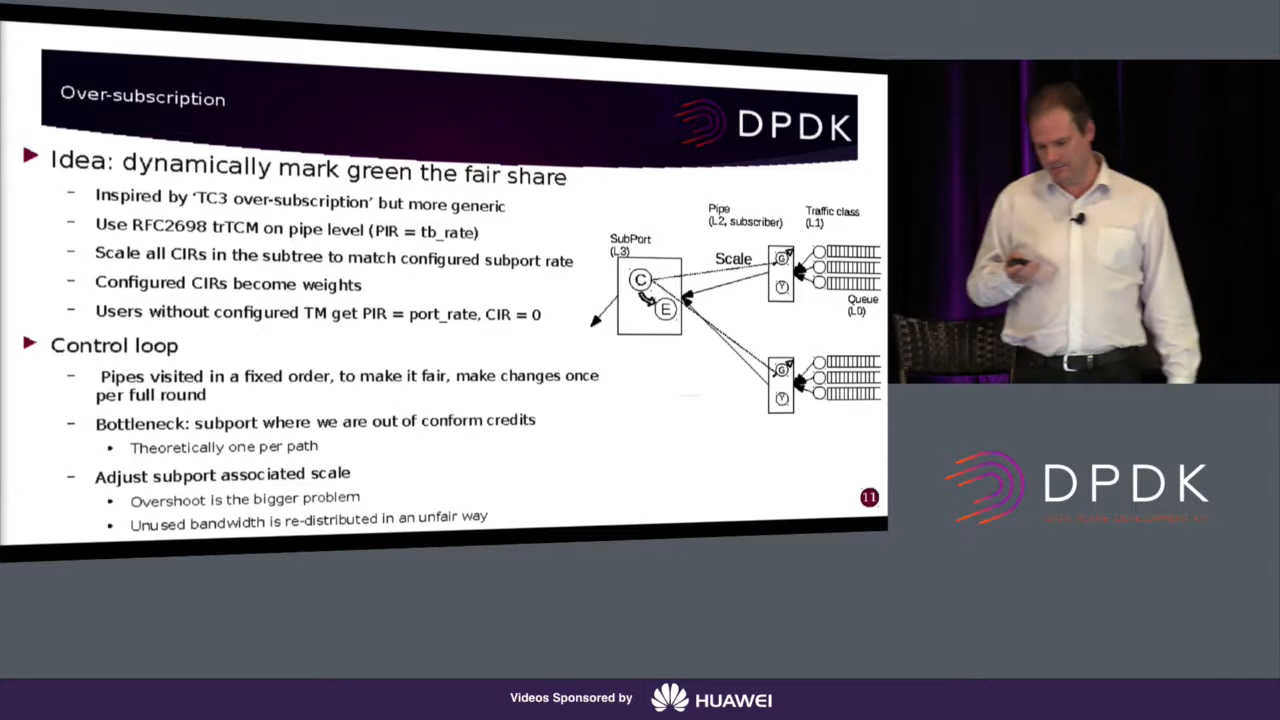 Over-subscription
DPDK
Idea: dynamically mark green the fair share
– Inspired by ‘TC3 over-subscription’ but more generic
– Use RFC2698 trTCM on pipe level (PIR = tb_rate)
– Scale all CIRs in the subtree to match configured subport rate
– Configured CIRs become weights
– Users without configured TM get PIR = port_rate, CIR = 0
Control loop
– Pipes visited in a fixed order, to make it fair, make changes once
per full round
– Bottleneck: subport where we are out of conform credits
• Theoretically one per path
– Adjust subport associated scale
• Overshoot is the bigger problem
• Unused bandwidth is re-distributed in an unfair way
Pipe
(L2, subscriber)
Traffic class
(L1)
SubPort
(L3)
Scale
C
E
G
Y
Queue
(L0)
G
Y
11
DPDK
Videos Sponsored by
HUAWEI